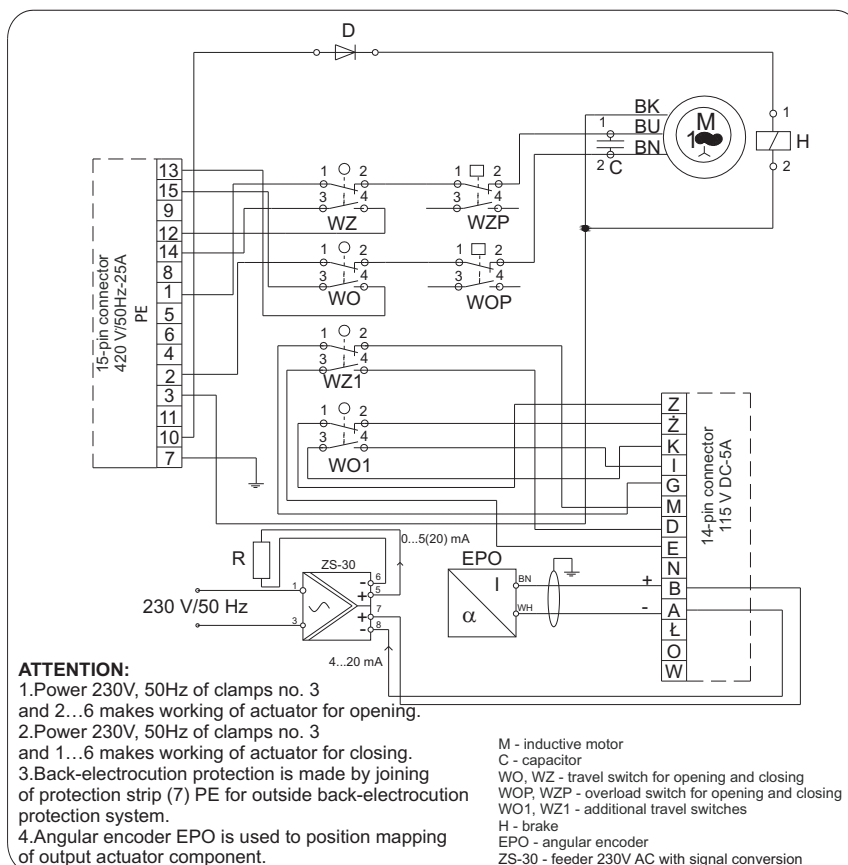 D
BK
BU
BN
M
1
1
2
C
1
2
H
15-pin connector
420 V/50Hz-25A
PE
13
15
9
12
14
8
1
5
6
4
2
3
11
10
7
1 2
3 4
WZ
1 2
3 4
WZP
1 2
3 4
WO
1 2
3 4
WOP
1 2
3 4
WZ1
1 2
3 4
WO1
Z
Ż
K
I
G
M
D
E
N
B
A
Ł
O
W
14-pin connector
115 V DC-5A
R
0...5(20) mA
ZS-30
1
3
- 6
+ 5
+ 7
- 8
230 V/50 Hz
4...20 mA
EPO
I
α
BN
WH
+
-
ATTENTION:
1.Power 230V, 50Hz of clamps no. 3
and 2...6 makes working of actuator for opening.
2.Power 230V, 50Hz of clamps no. 3
and 1...6 makes working of actuator for closing.
3.Back-electrocution protection is made by joining
of protection strip (7) PE for outside back-electrocution
protection system.
4.Angular encoder EPO is used to position mapping
of output actuator component.
M - inductive motor
C - capacitor
WO, WZ - travel switch for opening and closing
WOP, WZP - overload switch for opening and closing
WO1, WZ1 - additional travel switches
H - brake
EPO - angular encoder
ZS-30 - feeder 230V AC with signal conversion